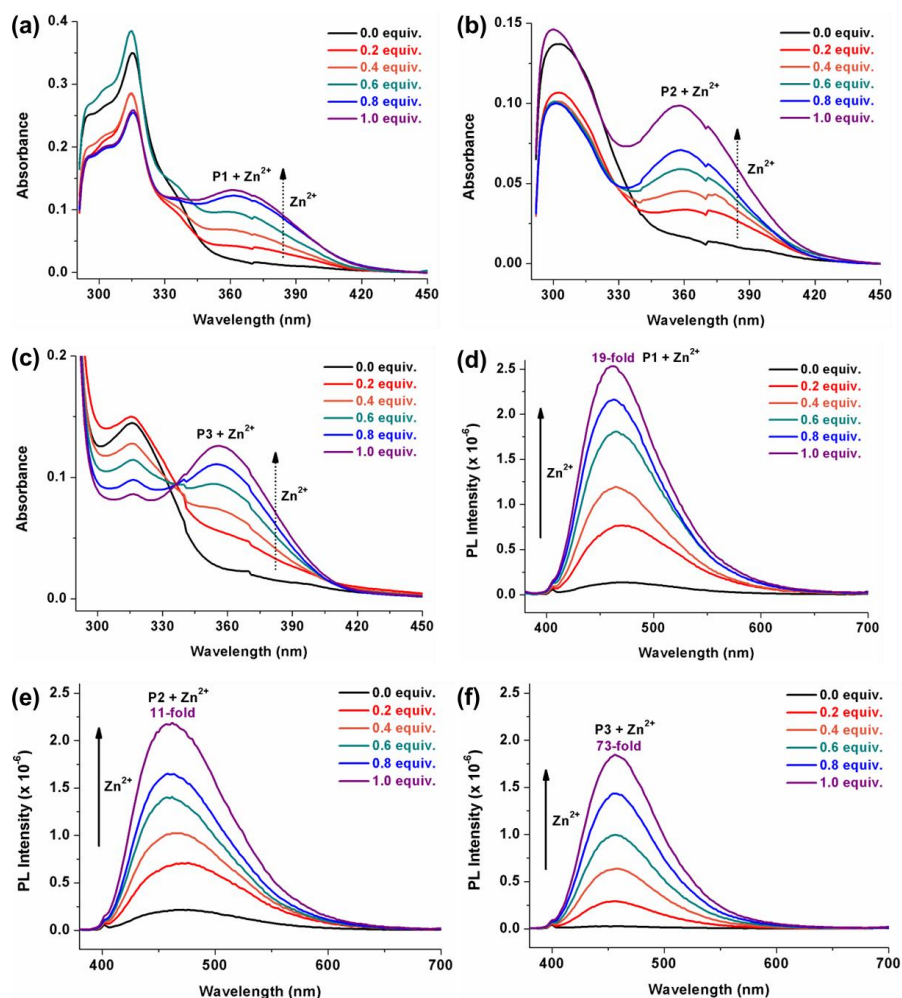 (a)
0.4
0.3
0.2
0.1
0.0
Absorbance
0.0 equiv.
0.2 equiv.
0.4 equiv.
0.6 equiv.
0.8 equiv.
1.0 equiv.
P1 + Zn2+
Zn2+
300 330 360 390 420 450
Wavelength (nm)
(b)
0.15
0.10
0.05
0.00
Absorbance
0.0 equiv.
0.2 equiv.
0.4 equiv.
0.6 equiv.
0.8 equiv.
1.0 equiv.
P2 + Zn2+
Zn2+
300 330 360 390 420 450
Wavelength (nm)
(c)
0.2
0.1
0.0
Absorbance
0.0 equiv.
0.2 equiv.
0.4 equiv.
0.6 equiv.
0.8 equiv.
1.0 equiv.
P3 + Zn2+
Zn2+
300 330 360 390 420 450
Wavelength (nm)
(d)
2.5
2.0
1.5
1.0
0.5
0.0
PL Intensity (x 10-6)
19-fold P1 + Zn2+
0.0 equiv.
0.2 equiv.
0.4 equiv.
0.6 equiv.
0.8 equiv.
1.0 equiv.
Zn2+
400 500 600 700
Wavelength (nm)
(e)
2.5
2.0
1.5
1.0
0.5
0.0
PL Intensity (x 10-6)
P2 + Zn2+
11-fold
0.0 equiv.
0.2 equiv.
0.4 equiv.
0.6 equiv.
0.8 equiv.
1.0 equiv.
Zn2+
400 500 600 700
Wavelength (nm)
(f)
2.5
2.0
1.5
1.0
0.5
0.0
PL Intensity (x 10-6)
P3 + Zn2+
73-fold
0.0 equiv.
0.2 equiv.
0.4 equiv.
0.6 equiv.
0.8 equiv.
1.0 equiv.
Zn2+
400 500 600 700
Wavelength (nm)